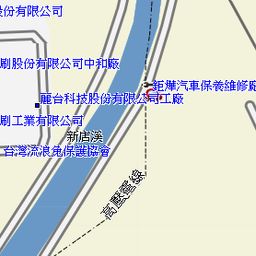 股份有限公司
刷股份有限公司中和廠
鉅灃汽車保養維修廠
麗台科技股份有限公司工廠
刷工業有限公司
新店溪
台灣流浪兔保護協會
高壓電線